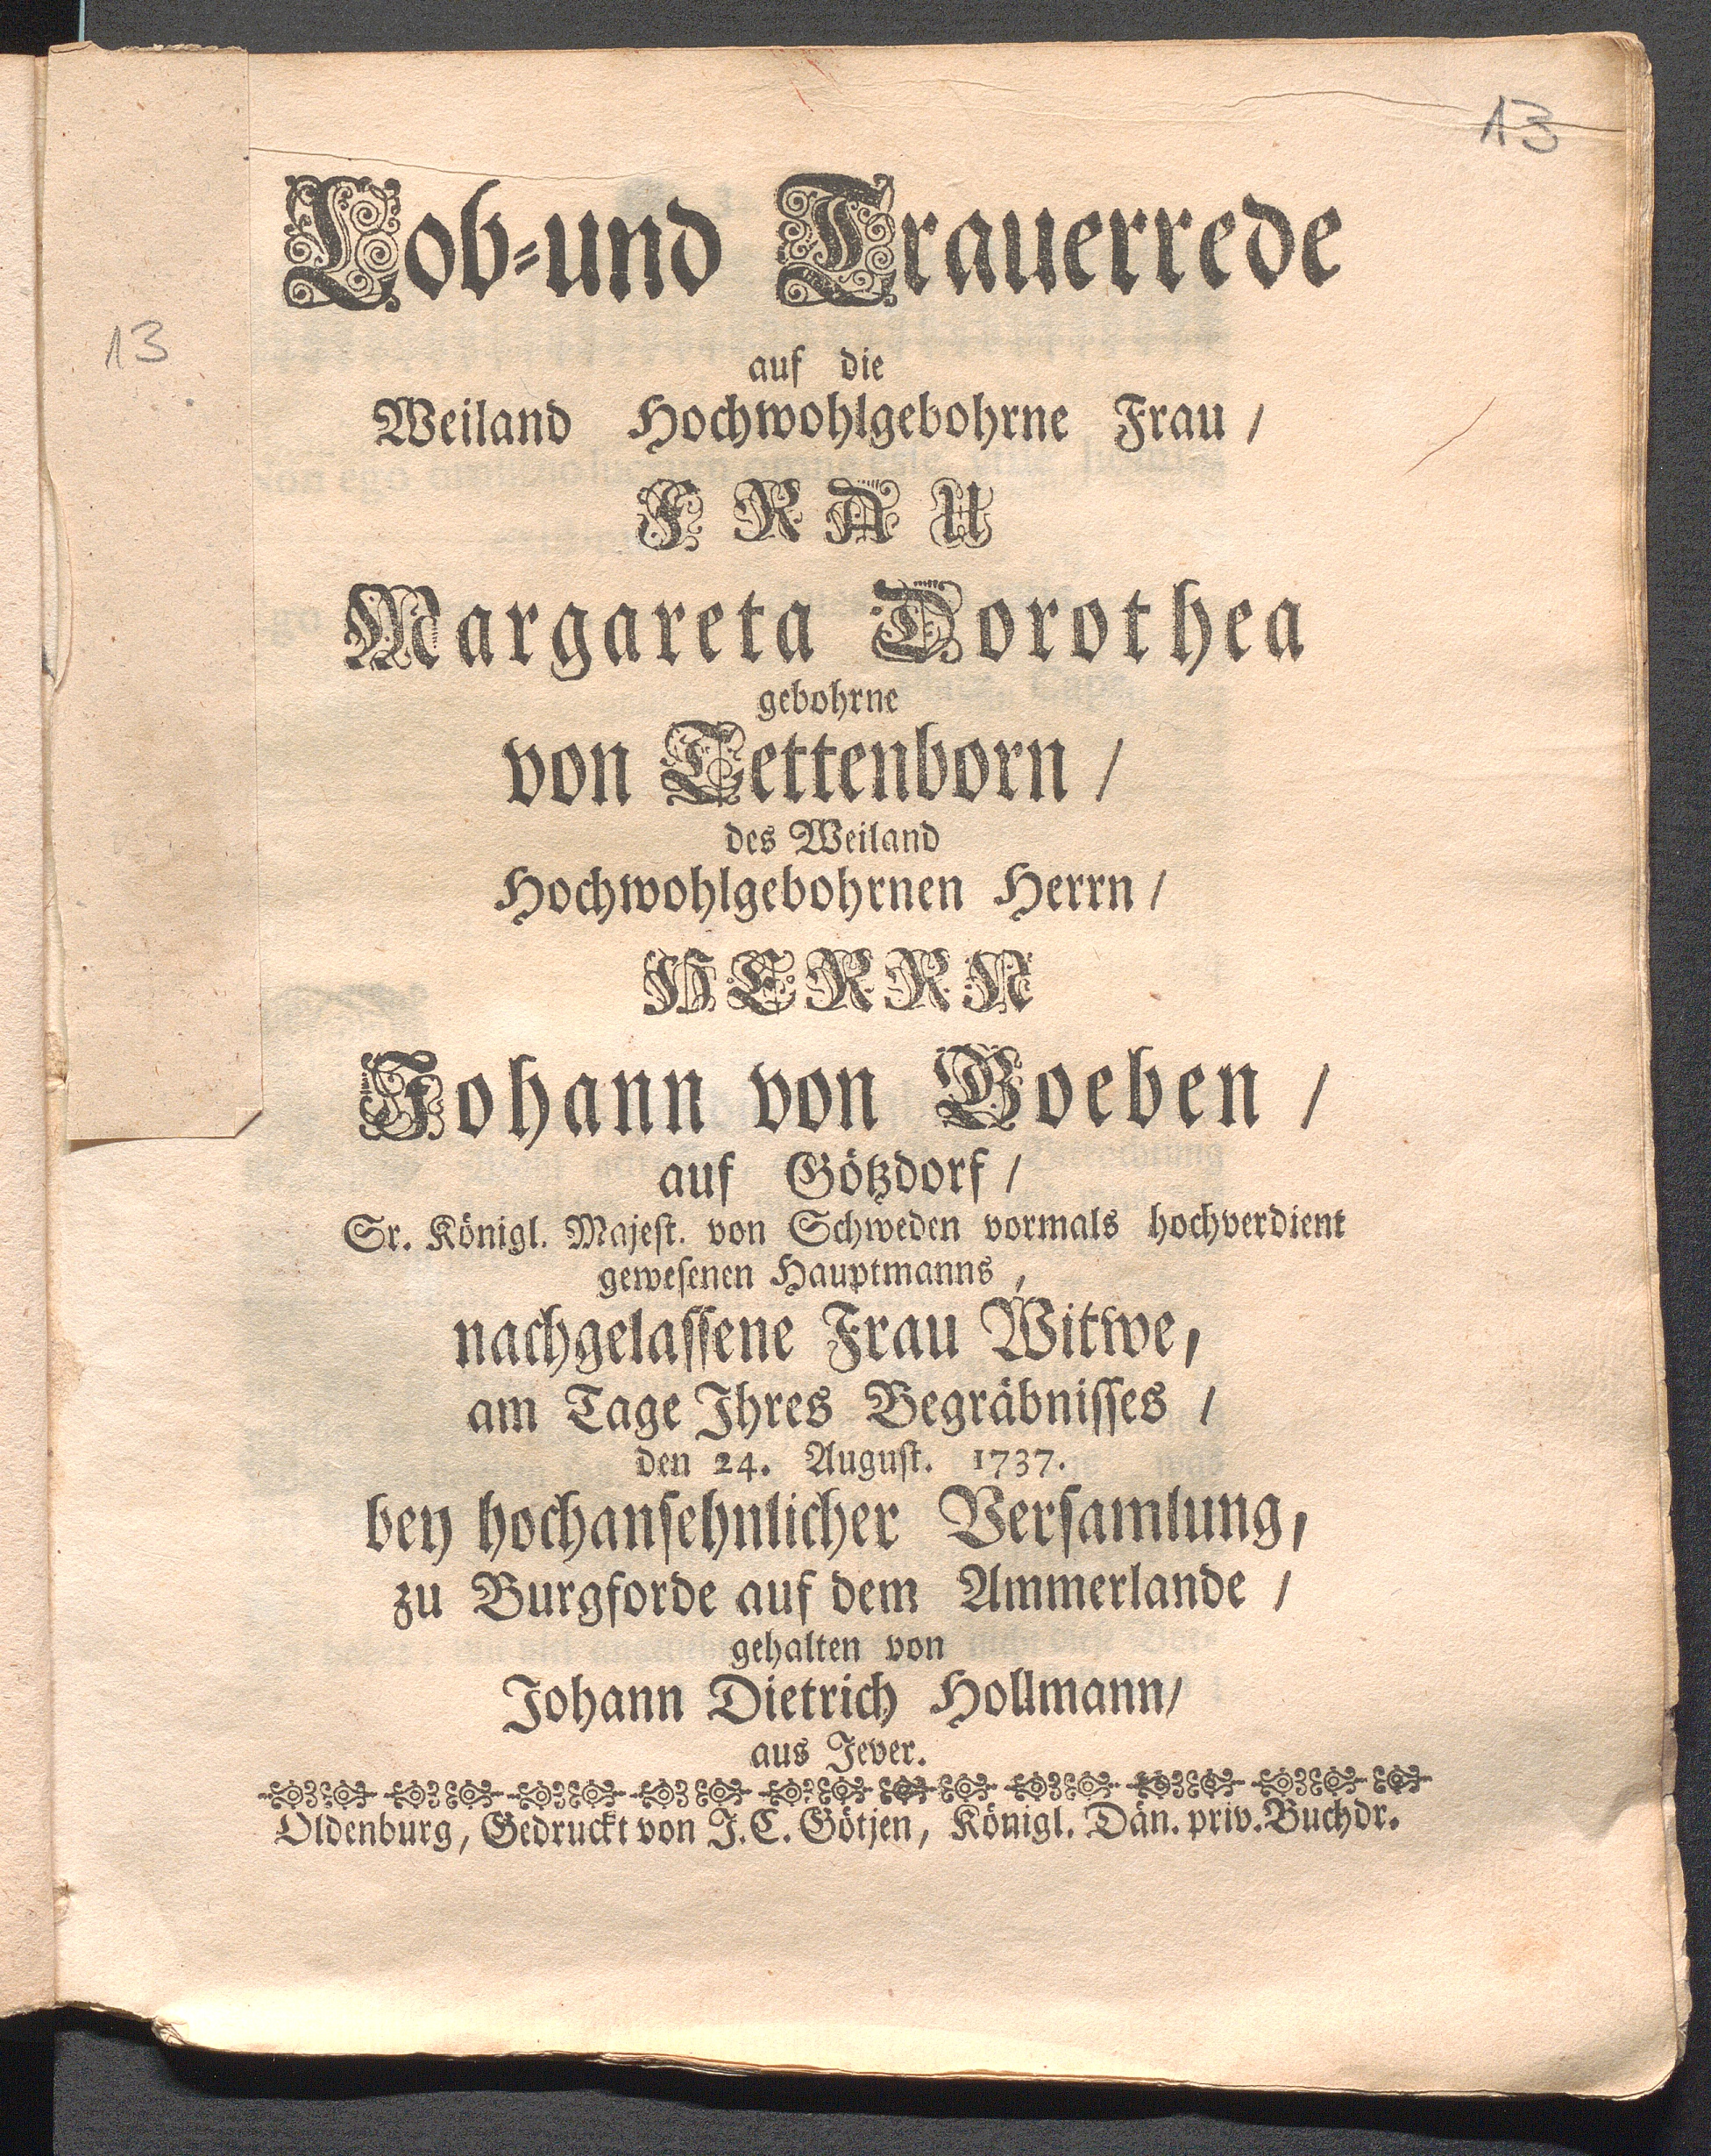 13
13
Lob-und Trauerrede
auf die
Weiland Hochwohlgebohrne Frau /
FRAU
Margareta Dorothea
gebohrne
von Tettenborn /
des Weiland
Hochwohlgebohrnen Herrn /
HERRN
Johann von Goeben /
auf Götzdorf /
Sr. Königl. Majest. von Schweden vormals hochverdient
gewesenen Hauptmanns,
nachgelassene Frau Witwe,
am Tage Ihres Begräbnisses /
den 24. August. 1737.
bey hochansehnlicher Versamlung,
zu Burgforde auf dem Ammerlande /
gehalten von
Johann Dietrich Hollmann /
aus Jever.
Oldenburg, Gedruckt von J. C. Götjen, Königl. Dän. priv. Buchdr.